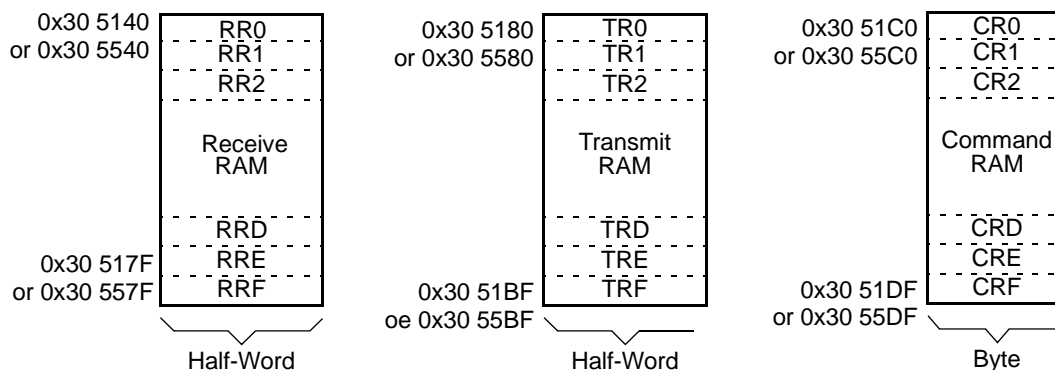 0x30 5140
or 0x30 5540
RR0
RR1
RR2
Receive
RAM
RRD
RRE
RRF
0x30 517F
or 0x30 557F
Half-Word
0x30 5180
or 0x30 5580
TR0
TR1
TR2
Transmit
RAM
TRD
TRE
TRF
0x30 51BF
oe 0x30 55BF
Half-Word
0x30 51C0
or 0x30 55C0
CR0
CR1
CR2
Command
RAM
CRD
CRE
CRF
0x30 51DF
or 0x30 55DF
Byte